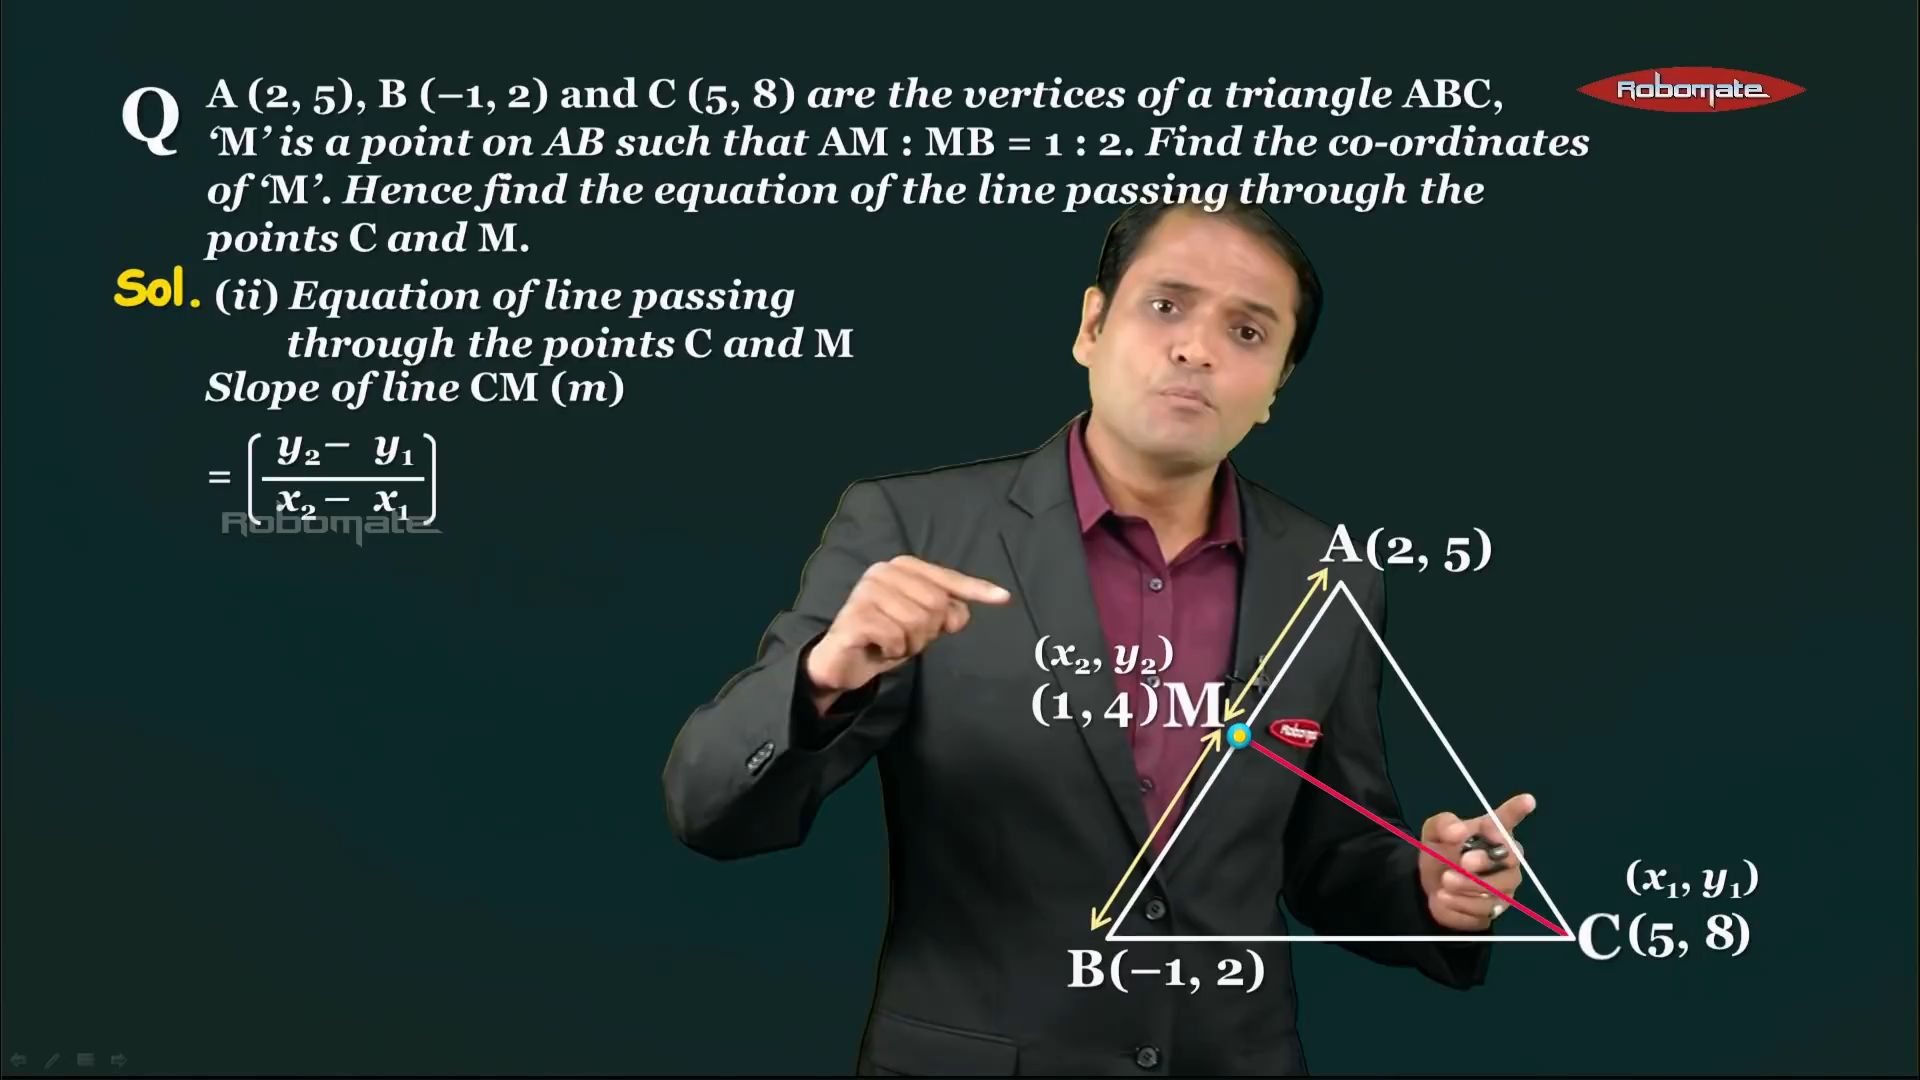 Q A (2, 5), B (–1, 2) and C (5, 8) are the vertices of a triangle ABC,
‘M’ is a point on AB such that AM : MB = 1 : 2. Find the co-ordinates
of ‘M’. Hence find the equation of the line passing through the
points C and M.
Robomate
Sol. (ii) Equation of line passing
through the points C and M
Slope of line CM (m)
= [ y₂ – y₁
x₂ – x₁ ]
Robomate
A (2, 5)
(x₂, y₂)
(1, 4) M
(x₁, y₁)
C (5, 8)
B (–1, 2)